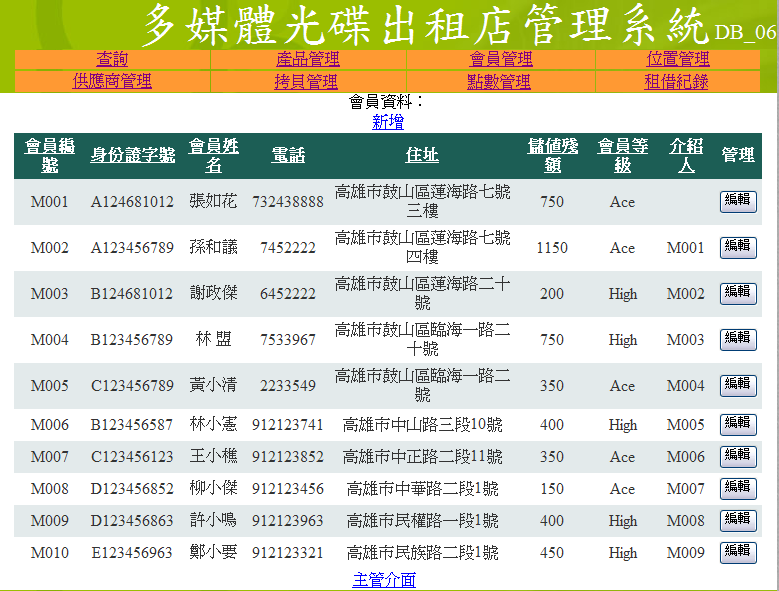 多媒體光碟出租店管理系統 DB_06
查詢 產品管理 會員管理 位置管理
供應商管理 拷貝管理 點數管理 租借紀錄
會員資料：
新增
會員編號 身份證字號 會員姓名 電話 住址 儲值殘額 會員等級 介紹人 管理
M001 A124681012 張如花 732438888 高雄市鼓山區蓮海路七號三樓 750 Ace 編輯
M002 A123456789 孫和議 7452222 高雄市鼓山區蓮海路七號四樓 1150 Ace M001 編輯
M003 B124681012 謝政傑 6452222 高雄市鼓山區蓮海路二十號 200 High M002 編輯
M004 B123456789 林 盟 7533967 高雄市鼓山區臨海一路二十號 750 High M003 編輯
M005 C123456789 黃小清 2233549 高雄市鼓山區臨海一路二號 350 Ace M004 編輯
M006 B123456587 林小憲 912123741 高雄市中山路三段10號 400 High M005 編輯
M007 C123456123 王小樵 912123852 高雄市中正路二段11號 350 Ace M006 編輯
M008 D123456852 柳小傑 912123456 高雄市中華路二段1號 150 Ace M007 編輯
M009 D123456863 許小鳴 912123963 高雄市民權路一段1號 400 High M008 編輯
M010 E123456963 鄭小要 912123321 高雄市民族路二段1號 450 High M009 編輯
主管介面